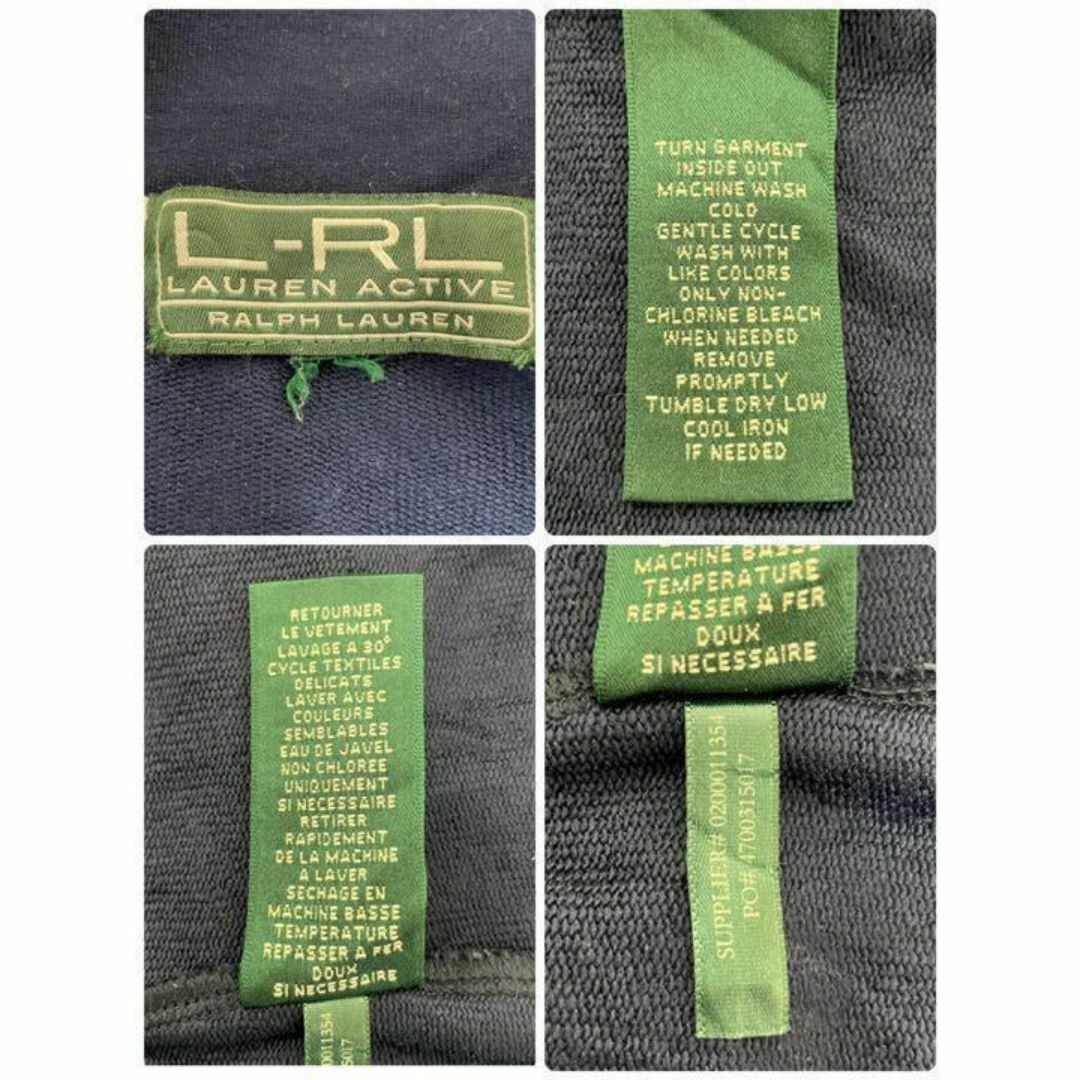 L-RL
LAUREN ACTIVE
RALPH LAUREN
TURN GARMENT
INSIDE OUT
MACHINE WASH
COLD
GENTLE CYCLE
WASH WITH
LIKE COLORS
ONLY NON-
CHLORINE BLEACH
WHEN NEEDED
REMOVE
PROMPTLY
TUMBLE DRY LOW
COOL IRON
IF NEEDED
RETOURNER
LE VETEMENT
LAVAGE A 30°
CYCLE TEXTILES
DELICATS
LAVER AVEC
COULEURS
SEMBLABLES
EAU DE JAVEL
NON CHLOREE
UNIQUEMENT
SI NECESSAIRE
RETIRER
RAPIDEMENT
DE LA MACHINE
A LAVER
SECHAGE EN
MACHINE BASSE
TEMPERATURE
REPASSER A FER
DOUX
SI NECESSAIRE
0011354
5017
MACHINE BASSE
TEMPERATURE
REPASSER A FER
DOUX
SI NECESSAIRE
SUPPLIER# 0200011354
PO# 4700315017